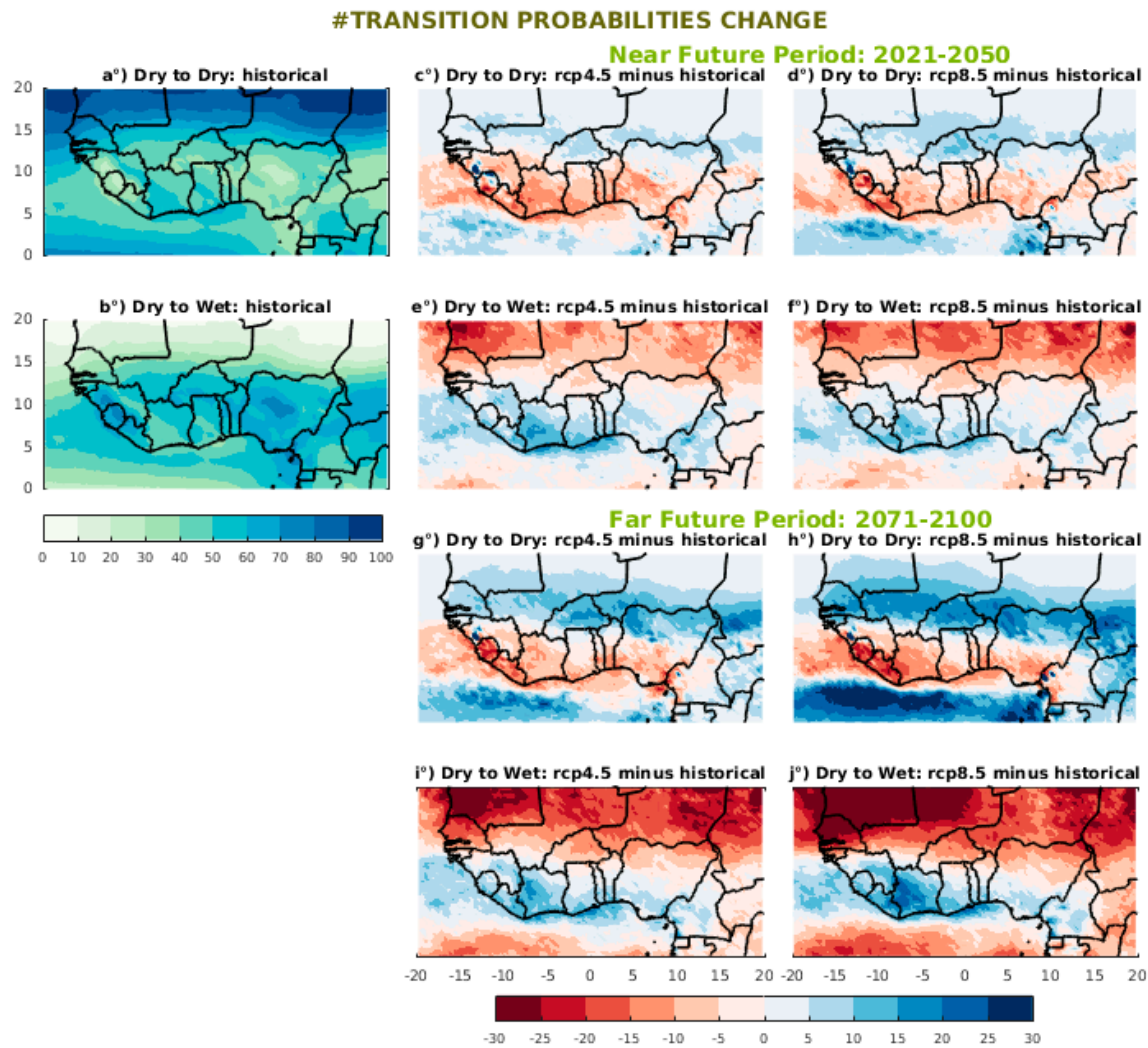 #TRANSITION PROBABILITIES CHANGE
Near Future Period: 2021-2050
a°) Dry to Dry: historical
c°) Dry to Dry: rcp4.5 minus historical
d°) Dry to Dry: rcp8.5 minus historical
20
15
10
5
0
b°) Dry to Wet: historical
e°) Dry to Wet: rcp4.5 minus historical
f°) Dry to Wet: rcp8.5 minus historical
20
15
10
5
0
0 10 30 40 50 60 70 80 90 100
Far Future Period: 2071-2100
g°) Dry to Dry: rcp4.5 minus historical
h°) Dry to Dry: rcp8.5 minus historical
i°) Dry to Wet: rcp4.5 minus historical
j°) Dry to Wet: rcp8.5 minus historical
-20 -15 -10 -5 0 5 10 15 20
-20 -15 -10 -5 0 5 10 15 20
-30 -25 -20 -15 -10 -5 0 5 10 15 20 25 30